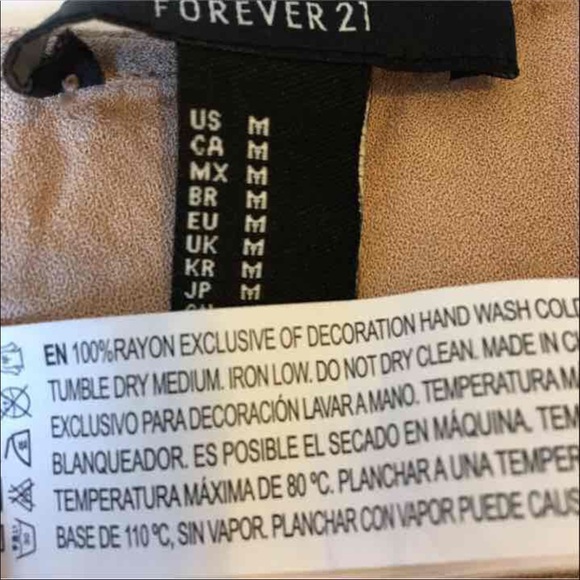 FOREVER 21
US M
CA M
MX M
BR M
EU M
UK M
KR M
JP M
EN 100%RAYON EXCLUSIVE OF DECORATION HAND WASH COLD
TUMBLE DRY MEDIUM. IRON LOW. DO NOT DRY CLEAN. MADE IN
EXCLUSIVO PARA DECORACIÓN LAVAR A MANO. TEMPERATURA
BLANQUEADOR. ES POSIBLE EL SECADO EN MÁQUINA.
TEMPERATURA MÁXIMA DE 80 ºC. PLANCHAR A UNA
BASE DE 110 ºC, SIN VAPOR. PLANCHAR CON VAPOR PUEDE